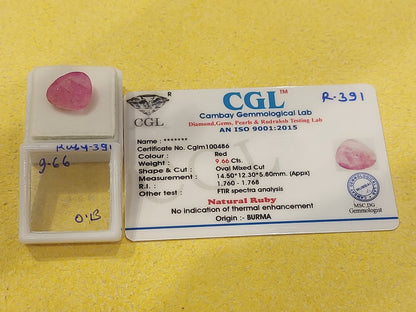 R
CGL
CGL™
R-391
Cambay Gemmological Lab
Diamond, Gem, Pearls & Rudraksh Testing Lab
AN ISO 9001:2015
Name : *******
Certificate No. Cglm100486
Colour : Red
Weight : 9.66 Cts.
Shape & Cut : Oval Mixed Cut
Measurement : 14.50*12.30*5.60mm. (Appx)
R.I. : 1.760 - 1.768
Other test : FTIR spectra analysis
Natural Ruby
No indication of thermal enhancement
Origin :- BURMA
MSC,DG
Gemmologist
Ruby-391
9-66
O.B